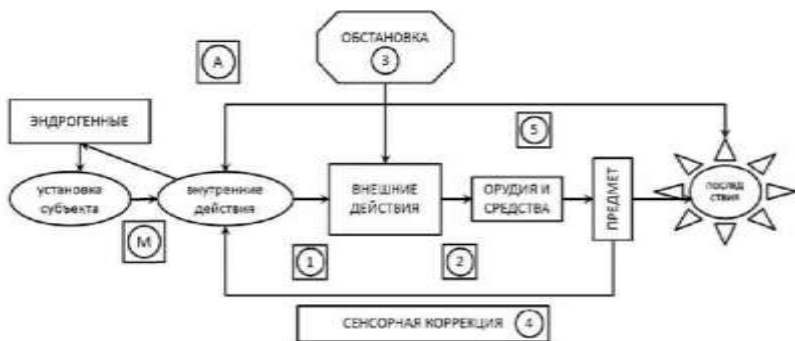 ОБСТАНОВКА
3
А
5
ЭНДРОГЕННЫЕ
установка
субъекта
внутренние
действия
ВНЕШНИЕ
ДЕЙСТВИЯ
ОРУДИЯ И
СРЕДСТВА
ПРЕДМЕТ
ПОСЛЕД
СТВИЯ
М
1
2
СЕНСОРНАЯ КОРРЕКЦИЯ 4